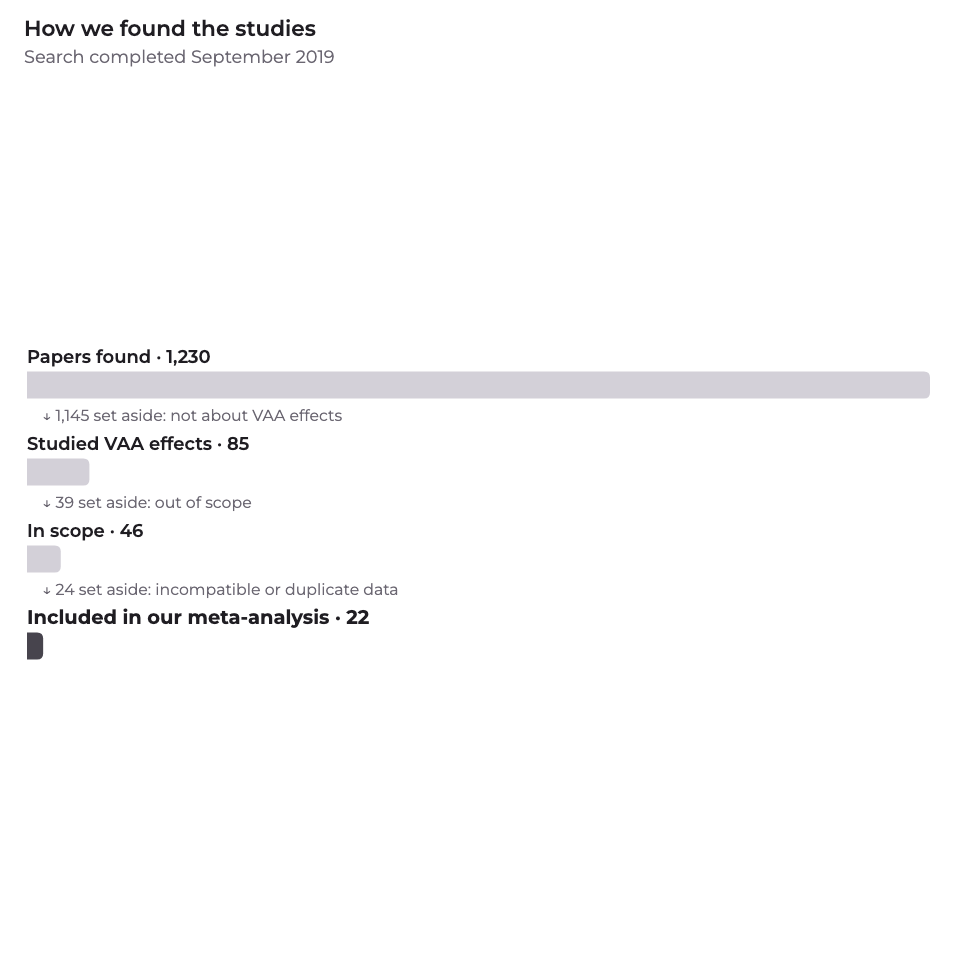 How we found the studies
Search completed September 2019
Papers found · 1,230
↓ 1,145 set aside: not about VAA effects
Studied VAA effects · 85
↓ 39 set aside: out of scope
In scope · 46
↓ 24 set aside: incompatible or duplicate data
Included in our meta-analysis · 22